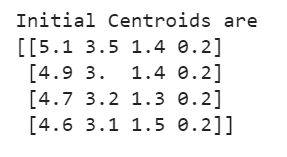 Initial Centroids are
[[5.1 3.5 1.4 0.2]
[4.9 3.  1.4 0.2]
[4.7 3.2 1.3 0.2]
[4.6 3.1 1.5 0.2]]